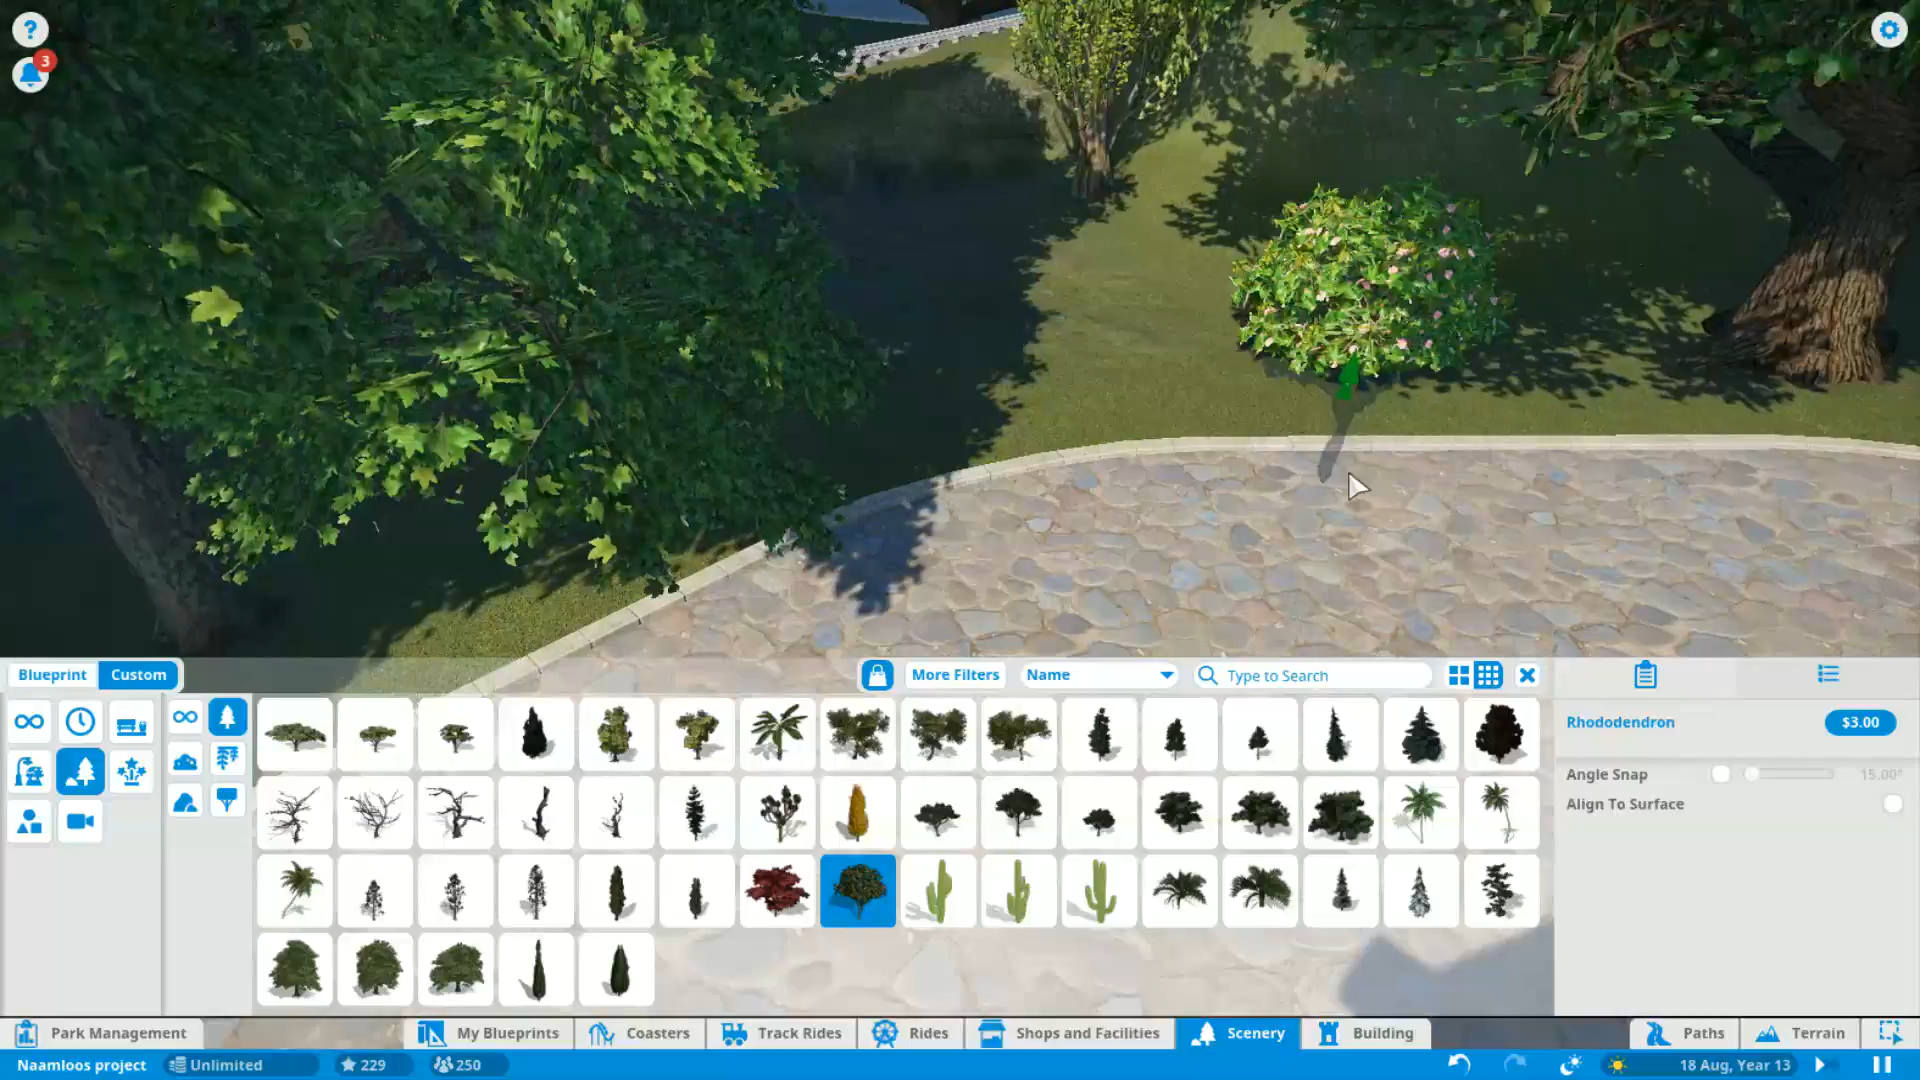 ?
3
Blueprint
Custom
More Filters
Name
Type to Search
Rhododendron
$3.00
Angle Snap
15.00°
Align To Surface
Park Management
My Blueprints
Coasters
Track Rides
Rides
Shops and Facilities
Scenery
Building
Paths
Terrain
Naamloos project
Unlimited
229
250
18 Aug, Year 13